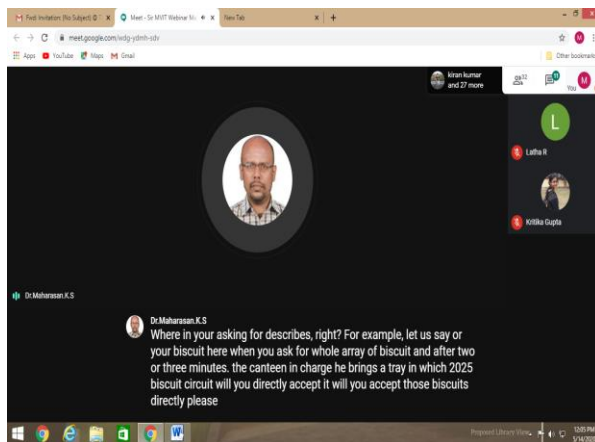 Fwd: Invitation (No Subject) @ T
Meet - Sir MVIT Webinar Mu
New Tab
meet.google.com/wdg-ydmh-sdv
M
Apps
YouTube
Maps
Gmail
Other bookmarks
kiran kumar
and 27 more
32
11
You
M
L
Latha R
Kritika Gupta
Dr.Maharasan.K.S
Dr.Maharasan.K.S
Where in your asking for describes, right? For example, let us say or
your biscuit here when you ask for whole array of biscuit and after two
or three minutes. the canteen in charge he brings a tray in which 2025
biscuit circuit will you directly accept it will you accept those biscuits
directly please
12:05 PM